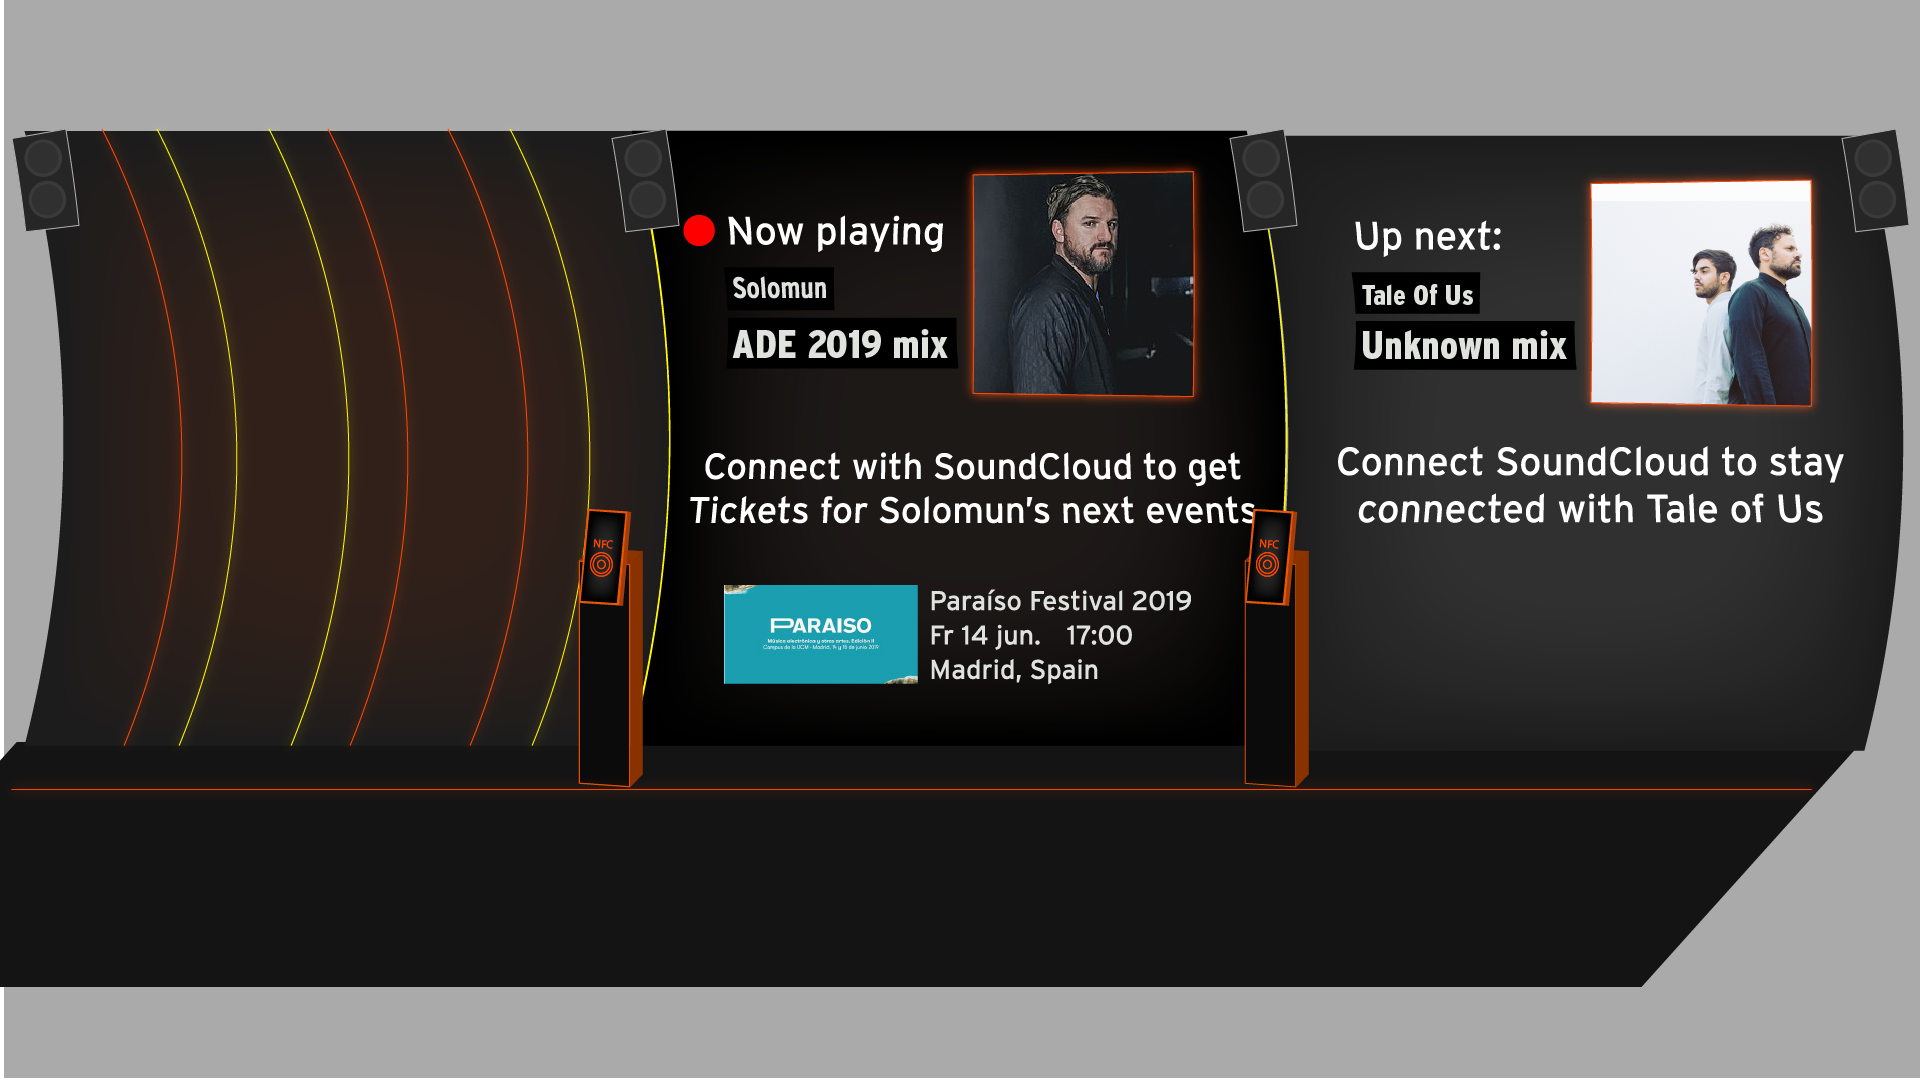 Now playing
Solomun
ADE 2019 mix
Connect with SoundCloud to get
Tickets for Solomun's next events
NFC
PARAISO
Música electrónica y otras artes. Edición II
Campus de la UCM · Madrid, 14 y 15 de junio 2019
Paraíso Festival 2019
Fr 14 jun. 17:00
Madrid, Spain
NFC
Up next:
Tale Of Us
Unknown mix
Connect SoundCloud to stay
connected with Tale of Us